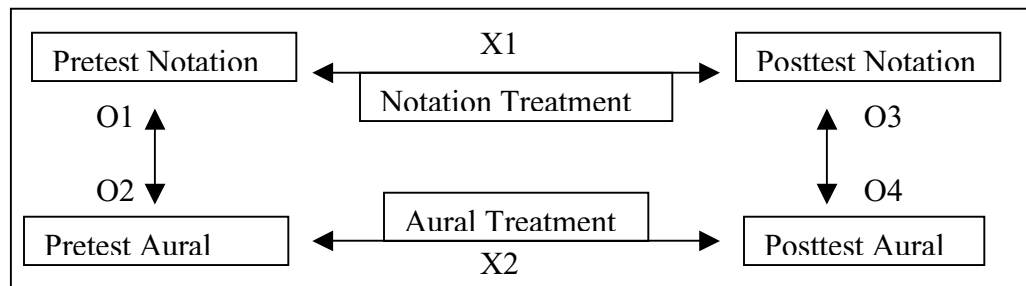 X1
Pretest Notation
Posttest Notation
Notation Treatment
O1
O3
O2
O4
Aural Treatment
Pretest Aural
Posttest Aural
X2